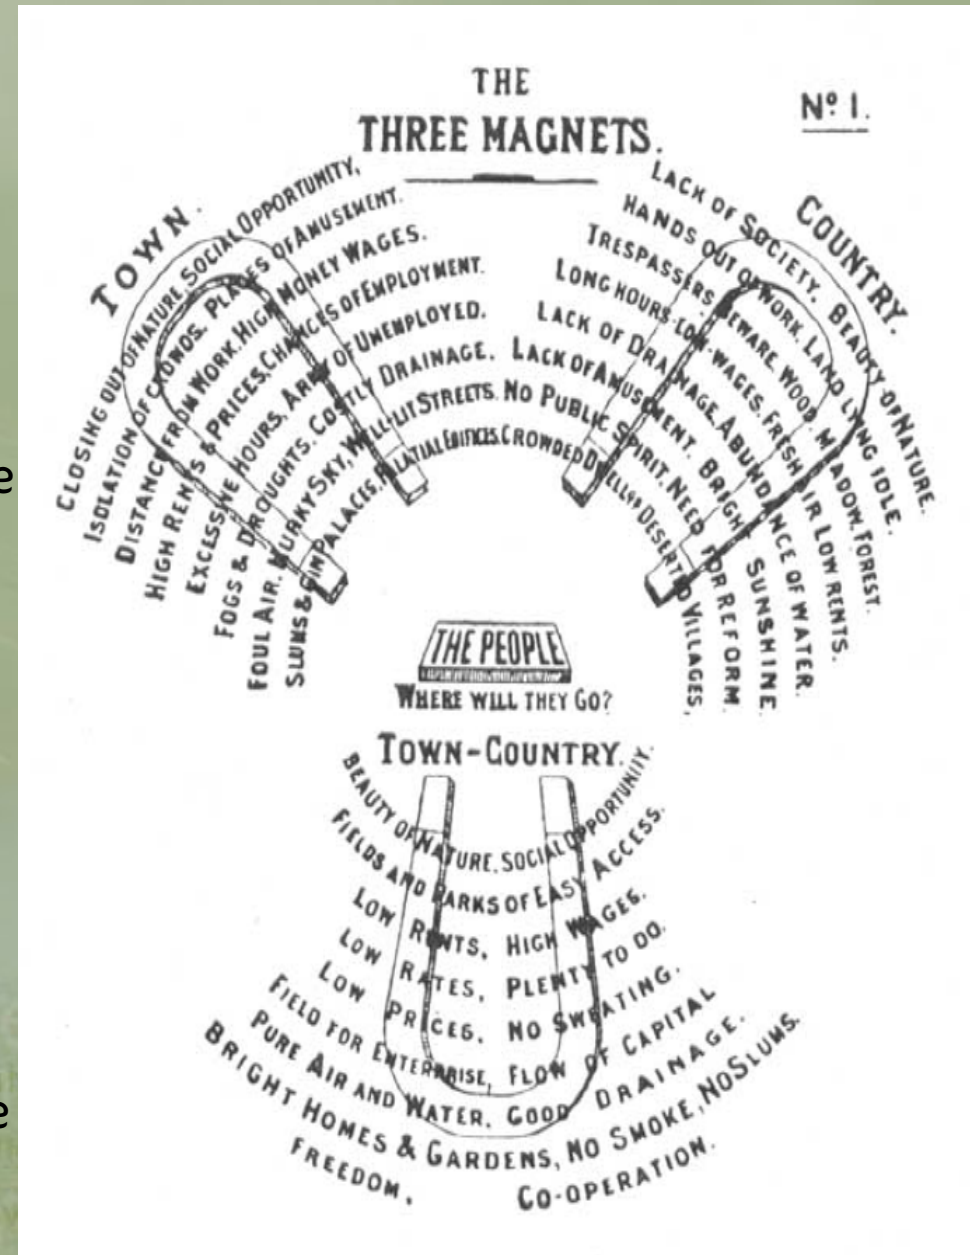 THE
THREE MAGNETS.
Nº 1.
TOWN.
CLOSING OUT OF NATURE. SOCIAL OPPORTUNITY.
ISOLATION OF CROWDS. PLACES OF AMUSEMENT.
DISTANCE FROM WORK. HIGH MONEY WAGES.
HIGH RENTS & PRICES. CHANCES OF EMPLOYMENT.
EXCESSIVE HOURS. ARMY OF UNEMPLOYED.
FOGS & DROUGHTS. COSTLY DRAINAGE.
FOUL AIR. MURKY SKY. WELL-LIT STREETS.
SLUMS & GIN PALACES. PALATIAL EDIFICES.
COUNTRY.
LACK OF SOCIETY. BEAUTY OF NATURE.
HANDS OUT OF WORK. LAND LYING IDLE.
TRESPASSERS BEWARE. WOOD, MEADOW, FOREST.
LONG HOURS-LOW WAGES. FRESH AIR LOW RENTS.
LACK OF DRAINAGE. ABUNDANCE OF WATER.
LACK OF AMUSEMENT. BRIGHT SUNSHINE.
NO PUBLIC SPIRIT. NEED FOR REFORM.
CROWDED DWELLGS DESERTED VILLAGES,
THE PEOPLE
WHERE WILL THEY GO?
TOWN-COUNTRY.
BEAUTY OF NATURE. SOCIAL OPPORTUNITY.
FIELDS AND PARKS OF EASY ACCESS.
LOW RENTS, HIGH WAGES.
LOW RATES, PLENTY TO DO.
LOW PRICES, NO SWEATING.
FIELD FOR ENTERPRISE, FLOW OF CAPITAL
PURE AIR AND WATER, GOOD DRAINAGE.
BRIGHT HOMES & GARDENS, NO SMOKE, NO SLUMS.
FREEDOM. CO-OPERATION.
e
e